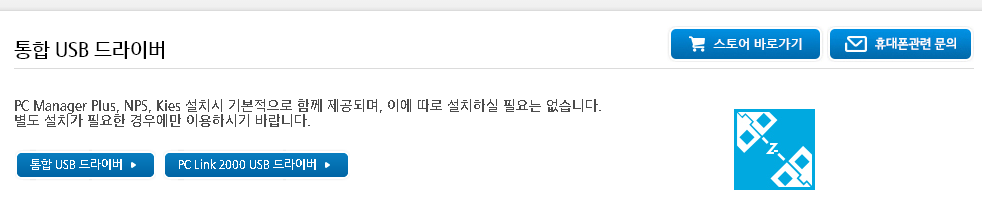 통합 USB 드라이버
스토어 바로가기
휴대폰관련 문의
PC Manager Plus, NPS, Kies 설치시 기본적으로 함께 제공되며, 이에 따로 설치하실 필요는 없습니다.
별도 설치가 필요한 경우에만 이용하시기 바랍니다.
통합 USB 드라이버
PC Link 2000 USB 드라이버
Z